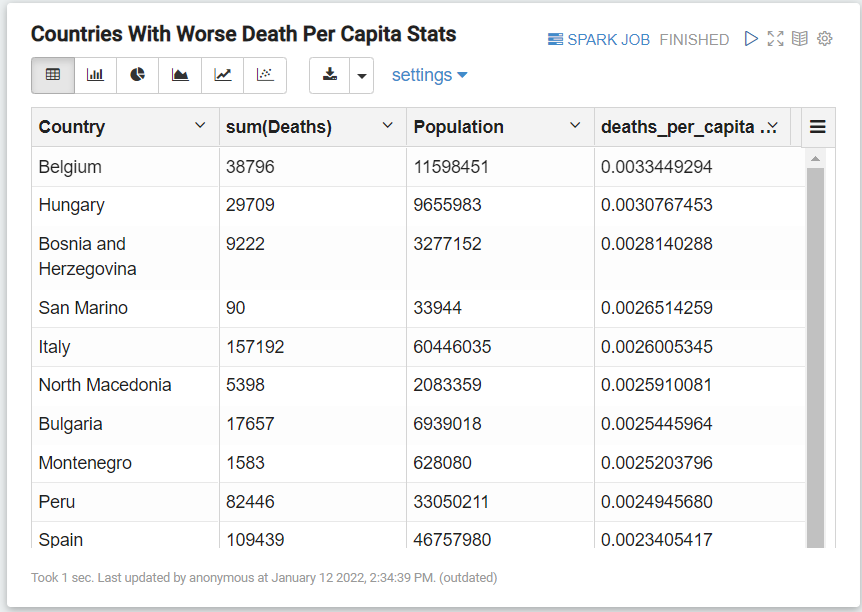 Countries With Worse Death Per Capita Stats
SPARK JOB FINISHED
settings
Country sum(Deaths) Population deaths_per_capita ...
Belgium 38796 11598451 0.0033449294
Hungary 29709 9655983 0.0030767453
Bosnia and 9222 3277152 0.0028140288
Herzegovina
San Marino 90 33944 0.0026514259
Italy 157192 60446035 0.0026005345
North Macedonia 5398 2083359 0.0025910081
Bulgaria 17657 6939018 0.0025445964
Montenegro 1583 628080 0.0025203796
Peru 82446 33050211 0.0024945680
Spain 109439 46757980 0.0023405417
Took 1 sec. Last updated by anonymous at January 12 2022, 2:34:39 PM. (outdated)